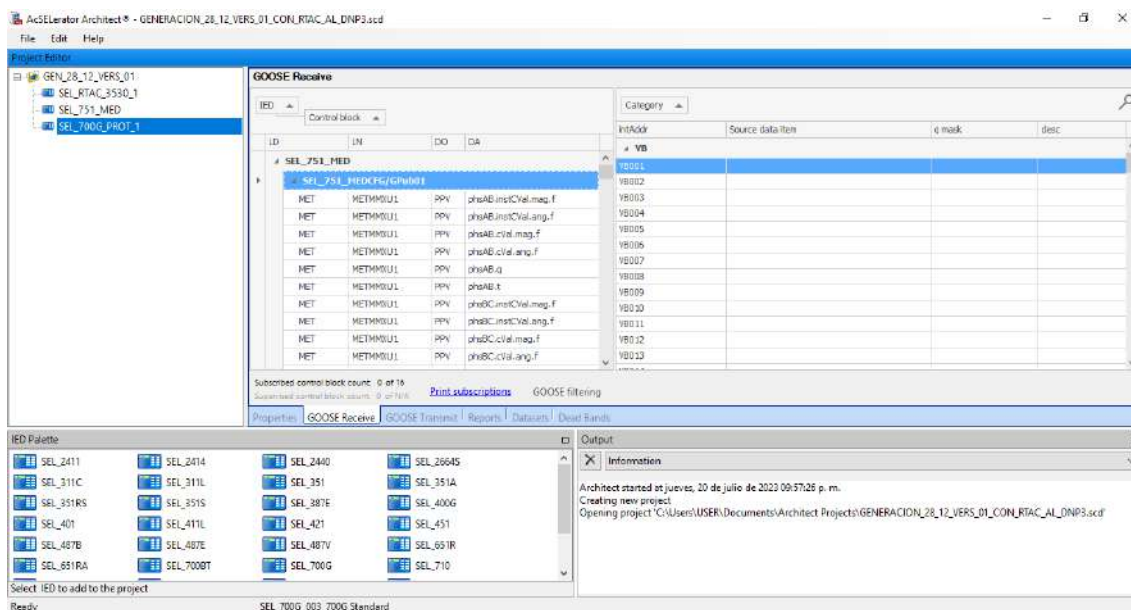 AcSELerator Architect® - GENERACION_28_12_VERS_01_CON_RTAC_AL_DNP3.scd
File Edit Help
Project Editor
GEN_28_12_VERS_01
SEL_RTAC_3530_1
SEL_751_MED
SEL_700G_PROT_1
GOOSE Receive
IED
Control block
LD LN DO DA
SEL_751_MED
SEL_751_MEDCFG/GPub01
MET METMMXU1 PPV phsAB.instCVal.mag.f
MET METMMXU1 PPV phsAB.instCVal.ang.f
MET METMMXU1 PPV phsAB.cVal.mag.f
MET METMMXU1 PPV phsAB.cVal.ang.f
MET METMMXU1 PPV phsAB.q
MET METMMXU1 PPV phsAB.t
MET METMMXU1 PPV phsBC.instCVal.mag.f
MET METMMXU1 PPV phsBC.instCVal.ang.f
MET METMMXU1 PPV phsBC.cVal.mag.f
MET METMMXU1 PPV phsBC.cVal.ang.f
Category
intAddr Source data item q mask desc
VB
VB001
VB002
VB003
VB004
VB005
VB006
VB007
VB008
VB009
VB010
VB011
VB012
VB013
Subscribed control block count: 0 of 16
Supervised control block count: 0 of N/A
Print subscriptions GOOSE filtering
Properties GOOSE Receive GOOSE Transmit Reports Datasets Dead Bands
IED Palette
SEL_2411 SEL_2414 SEL_2440 SEL_2664S
SEL_311C SEL_311L SEL_351 SEL_351A
SEL_351RS SEL_351S SEL_387E SEL_400G
SEL_401 SEL_411L SEL_421 SEL_451
SEL_487B SEL_487E SEL_487V SEL_651R
SEL_651RA SEL_700BT SEL_700G SEL_710
Select IED to add to the project
Output
Information
Architect started at jueves, 20 de julio de 2023 09:57:26 p. m.
Creating new project
Opening project 'C:\Users\USER\Documents\Architect Projects\GENERACION_28_12_VERS_01_CON_RTAC_AL_DNP3.scd'
Ready SEL_700G_003 700G Standard